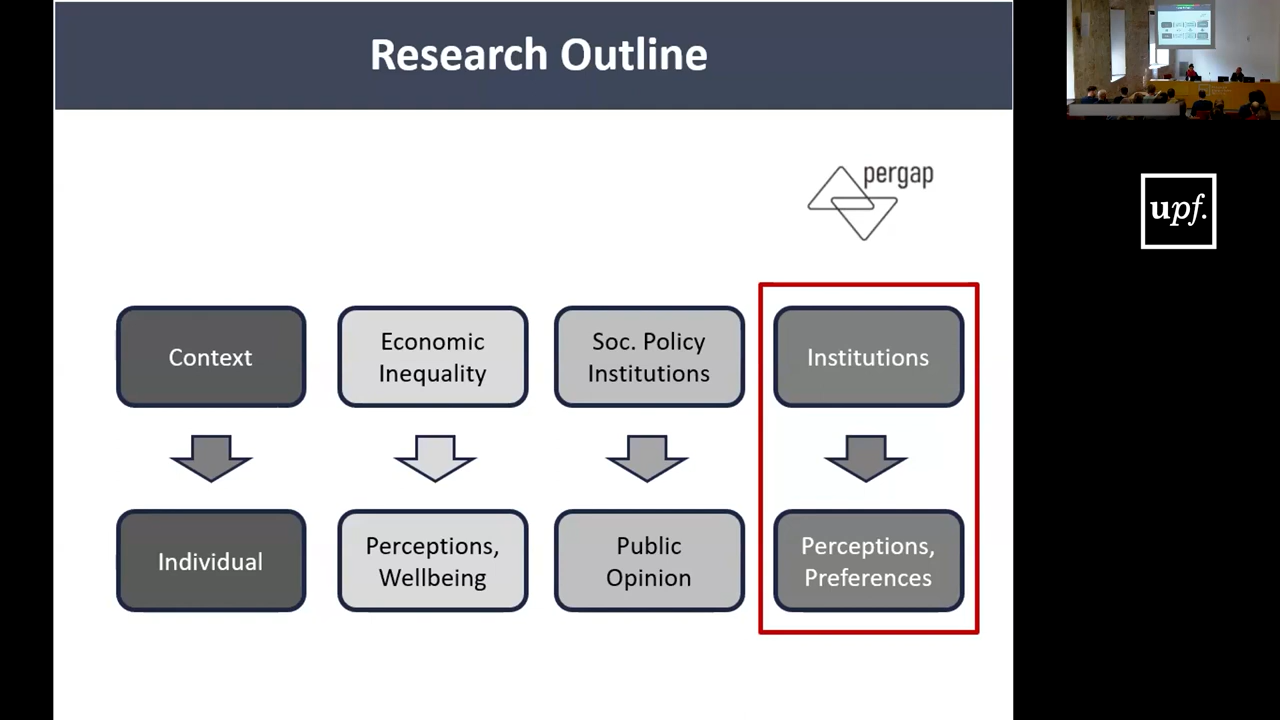 Research Outline
pergap
Context
Economic
Inequality
Soc. Policy
Institutions
Institutions
Individual
Perceptions,
Wellbeing
Public
Opinion
Perceptions,
Preferences
upf.